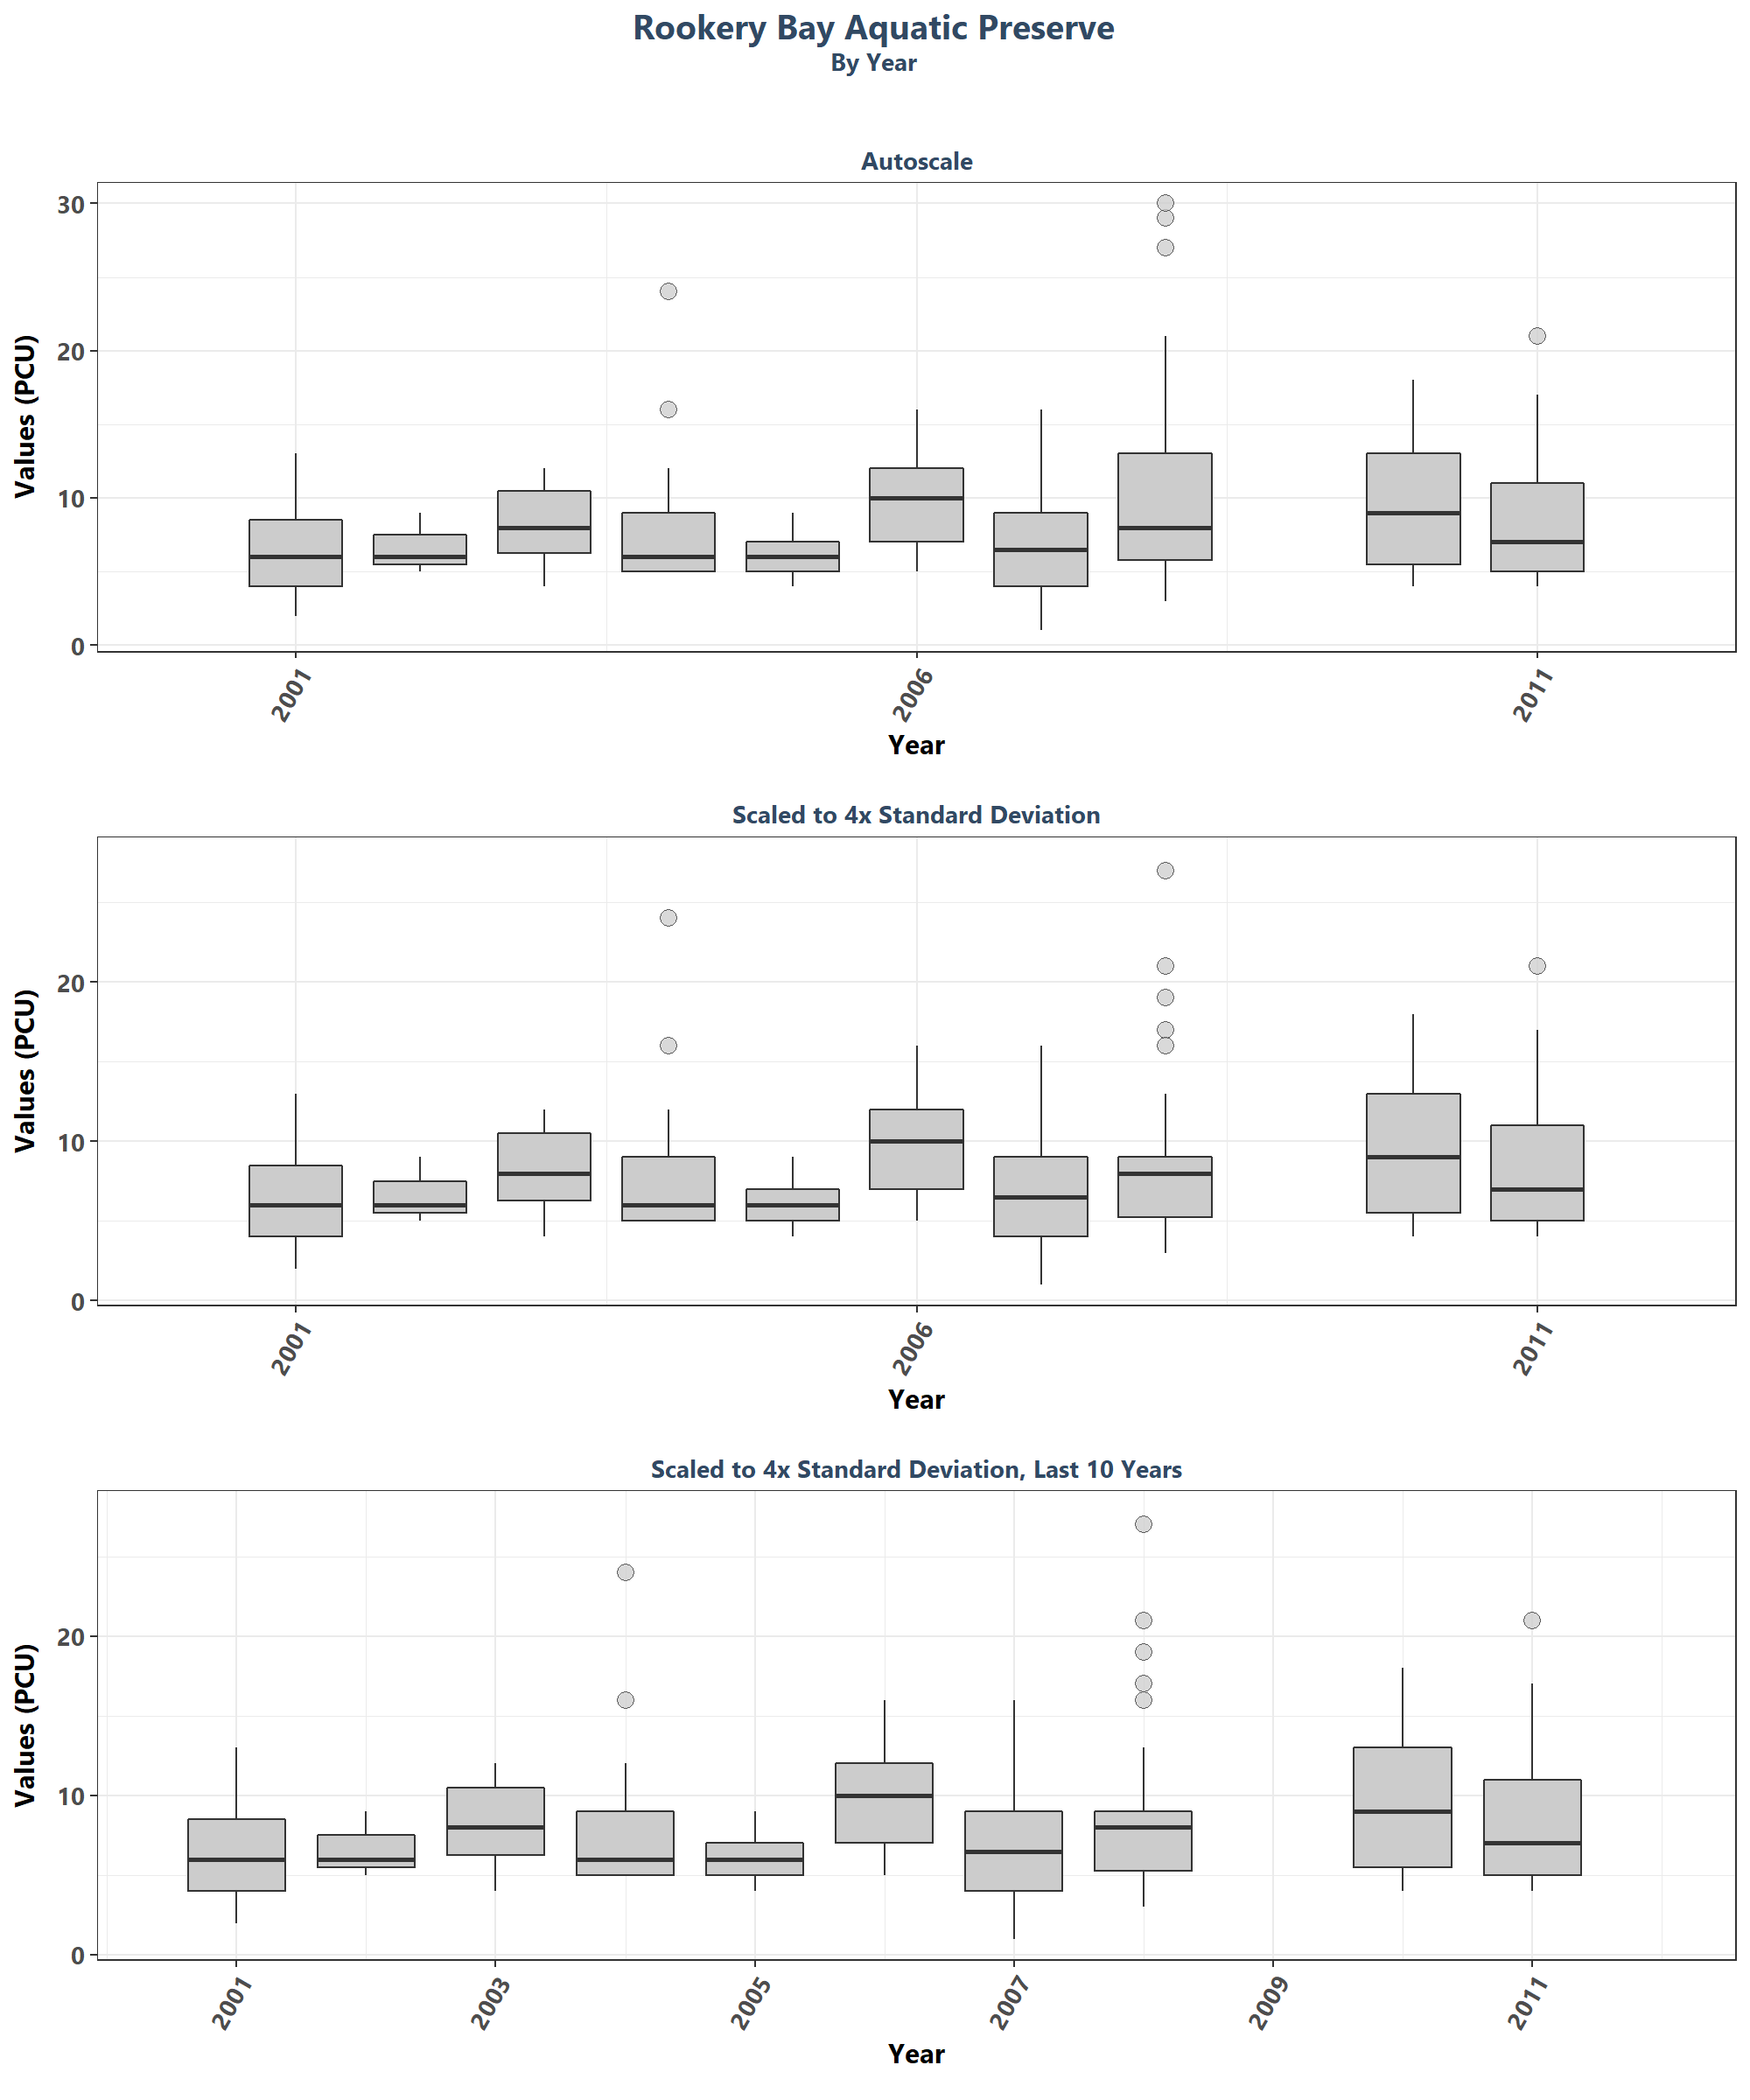 Rookery Bay Aquatic Preserve
By Year
Autoscale
Values (PCU)
30
20
10
0
2001
2006
2011
Year
Scaled to 4x Standard Deviation
Values (PCU)
20
10
0
2001
2006
2011
Year
Scaled to 4x Standard Deviation, Last 10 Years
Values (PCU)
20
10
0
2001
2003
2005
2007
2009
2011
Year